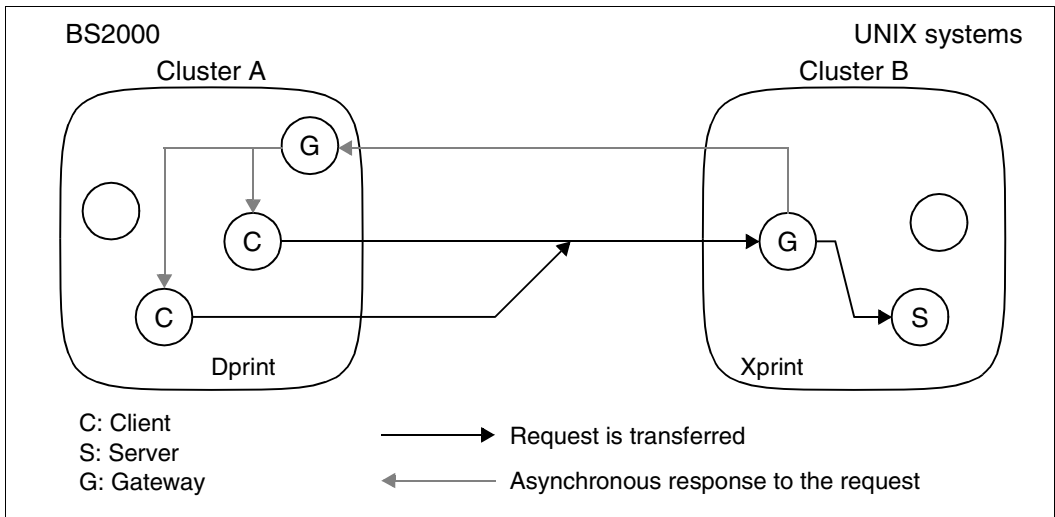 BS2000
UNIX systems
Cluster A
Cluster B
G
C
G
C
S
Dprint
Xprint
C: Client
S: Server
G: Gateway
Request is transferred
Asynchronous response to the request